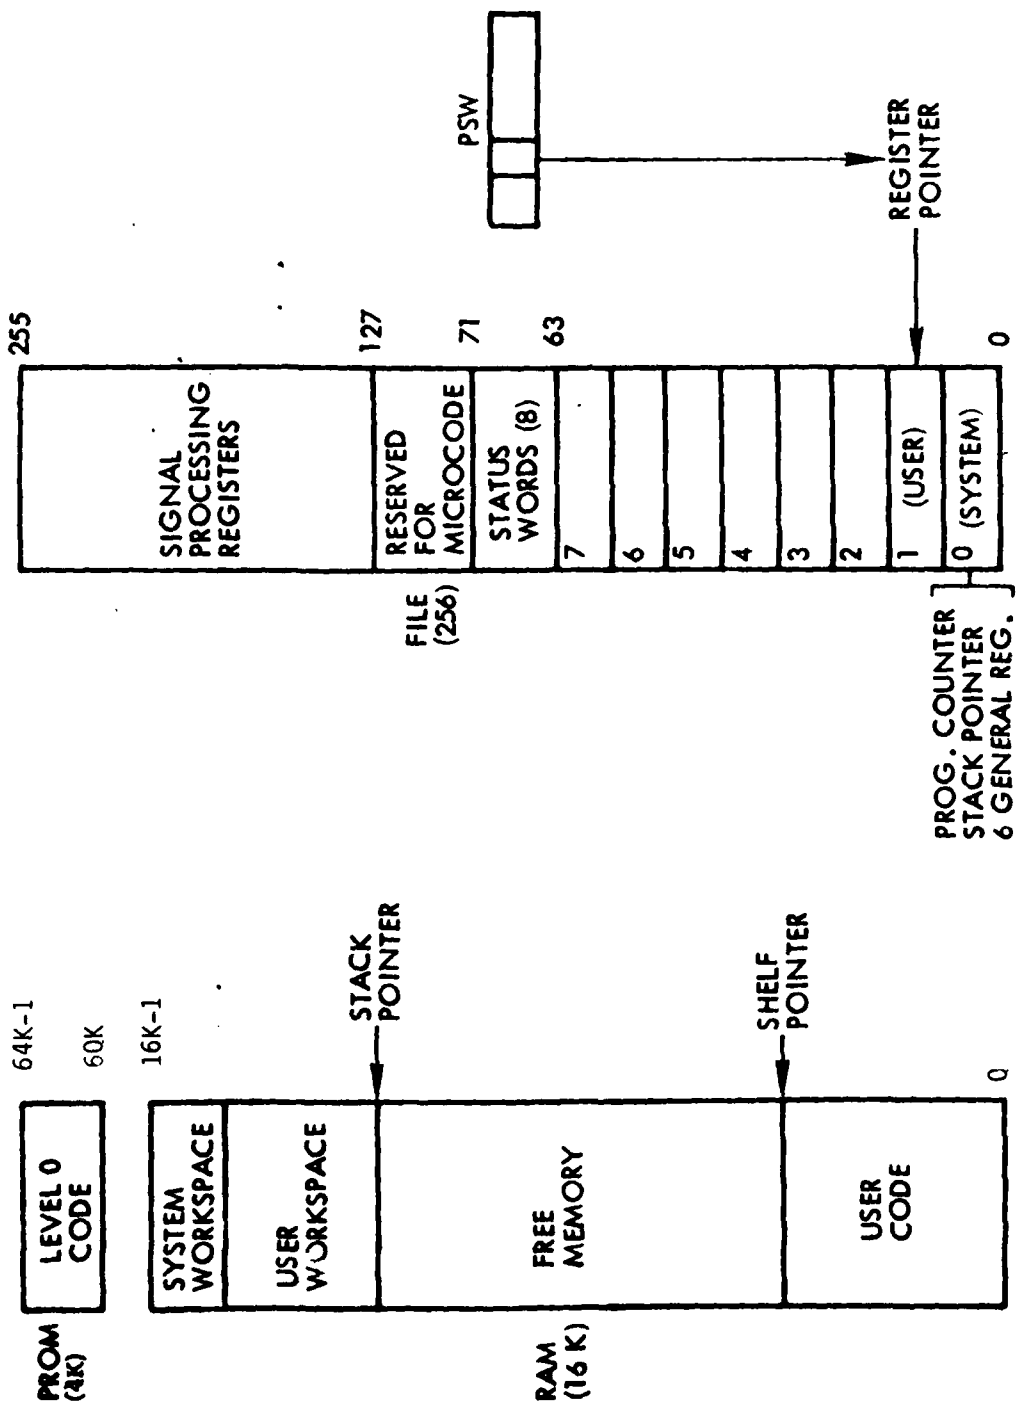 PROM
(4K)
LEVEL 0
CODE
64K-1
60K
16K-1
SYSTEM
WORKSPACE
USER
WORKSPACE
STACK
POINTER
RAM
(16 K)
FREE
MEMORY
SHELF
POINTER
USER
CODE
0
255
SIGNAL
PROCESSING
REGISTERS
127
FILE
(256)
RESERVED
FOR
MICROCODE
71
STATUS
WORDS (8)
63
7
6
5
4
3
2
1 (USER)
0 (SYSTEM)
0
PROG. COUNTER
STACK POINTER
6 GENERAL REG.
PSW
REGISTER
POINTER